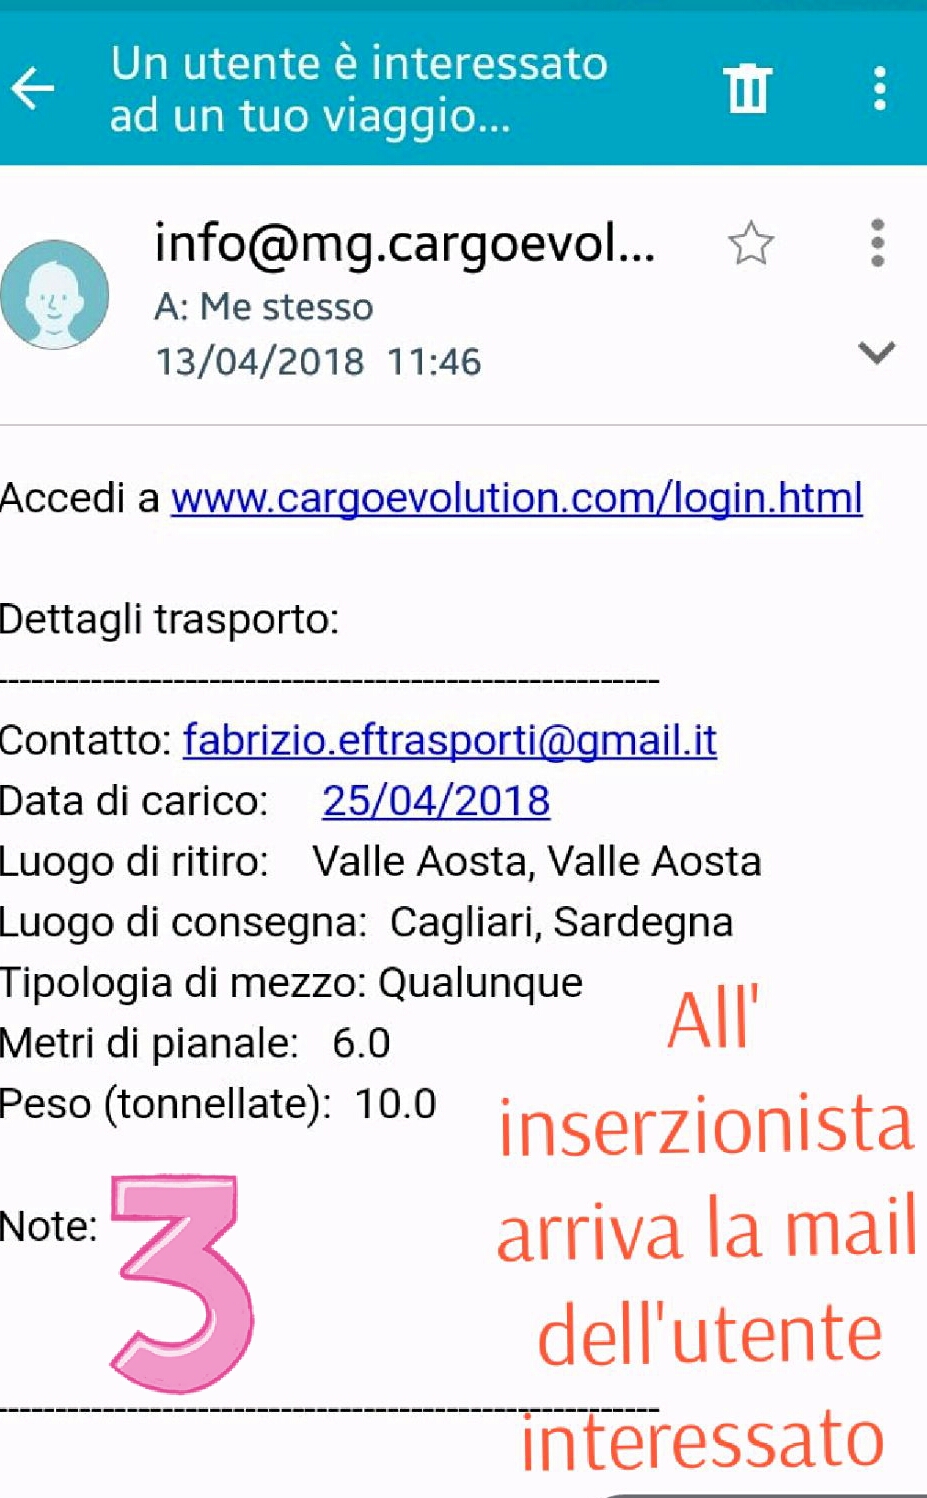 Un utente è interessato
ad un tuo viaggio...
info@mg.cargoevol...
A: Me stesso
13/04/2018 11:46
Accedi a www.cargoevolution.com/login.html
Dettagli trasporto:
------------------------------------------------------------
Contatto: fabrizio.eftrasporti@gmail.it
Data di carico: 25/04/2018
Luogo di ritiro: Valle Aosta, Valle Aosta
Luogo di consegna: Cagliari, Sardegna
Tipologia di mezzo: Qualunque
Metri di pianale: 6.0
Peso (tonnellate): 10.0
Note:
3
------------------------------------------------------------
All'
inserzionista
arriva la mail
dell'utente
interessato